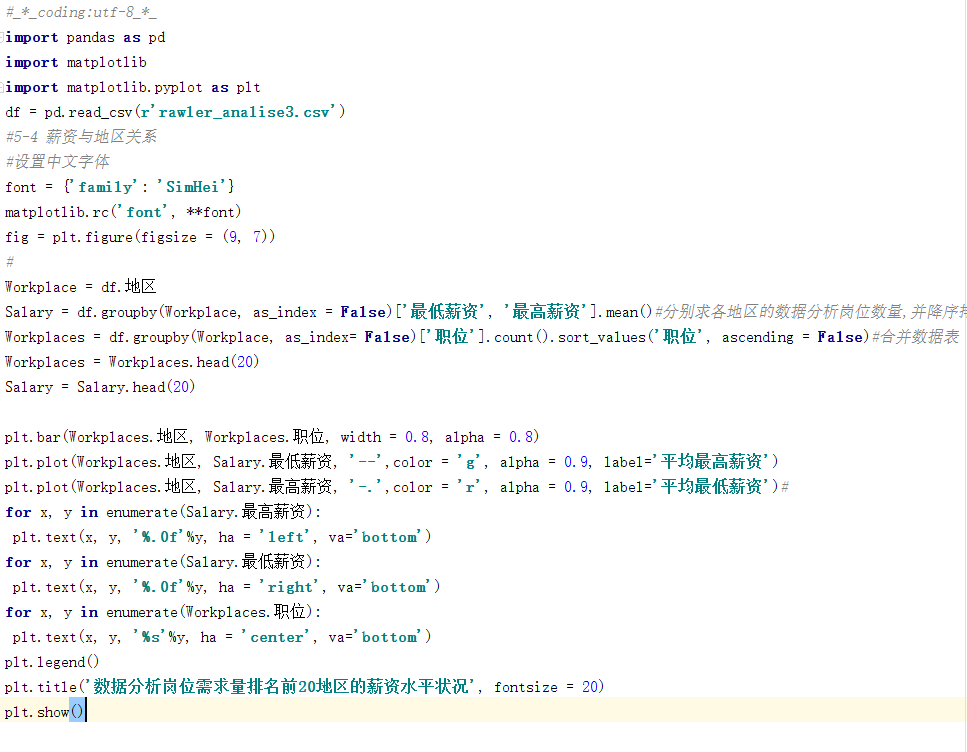 #_*_coding:utf-8_*_
import pandas as pd
import matplotlib
import matplotlib.pyplot as plt
df = pd.read_csv(r'rawler_analise3.csv')
#5-4 薪资与地区关系
#设置中文字体
font = {'family': 'SimHei'}
matplotlib.rc('font', **font)
fig = plt.figure(figsize = (9, 7))
#
Workplace = df.地区
Salary = df.groupby(Workplace, as_index = False)['最低薪资', '最高薪资'].mean()#分别求各地区的数据分析岗位数量,并降序
Workplaces = df.groupby(Workplace, as_index= False)['职位'].count().sort_values('职位', ascending = False)#合并数据表
Workplaces = Workplaces.head(20)
Salary = Salary.head(20)
plt.bar(Workplaces.地区, Workplaces.职位, width = 0.8, alpha = 0.8)
plt.plot(Workplaces.地区, Salary.最低薪资, '--',color = 'g', alpha = 0.9, label='平均最高薪资')
plt.plot(Workplaces.地区, Salary.最高薪资, '-.',color = 'r', alpha = 0.9, label='平均最低薪资')#
for x, y in enumerate(Salary.最高薪资):
plt.text(x, y, '%.0f'%y, ha = 'left', va='bottom')
for x, y in enumerate(Salary.最低薪资):
plt.text(x, y, '%.0f'%y, ha = 'right', va='bottom')
for x, y in enumerate(Workplaces.职位):
plt.text(x, y, '%s'%y, ha = 'center', va='bottom')
plt.legend()
plt.title('数据分析岗位需求量排名前20地区的薪资水平状况', fontsize = 20)
plt.show()